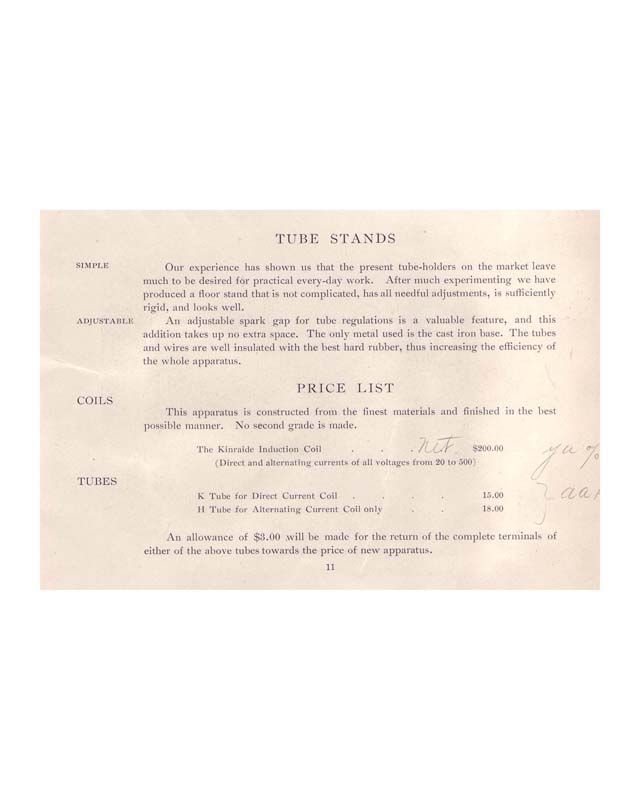 TUBE STANDS
SIMPLE
Our experience has shown us that the present tube-holders on the market leave
much to be desired for practical every-day work. After much experimenting we have
produced a floor stand that is not complicated, has all needful adjustments, is sufficiently
rigid, and looks well.
ADJUSTABLE
An adjustable spark gap for tube regulations is a valuable feature, and this
addition takes up no extra space. The only metal used is the cast iron base. The tubes
and wires are well insulated with the best hard rubber, thus increasing the efficiency of
the whole apparatus.
PRICE LIST
COILS
This apparatus is constructed from the finest materials and finished in the best
possible manner. No second grade is made.
The Kinraide Induction Coil . . . Net. $200.00
(Direct and alternating currents of all voltages from 20 to 500)
TUBES
K Tube for Direct Current Coil . . . . 15.00
H Tube for Alternating Current Coil only . . 18.00
An allowance of $3.00 will be made for the return of the complete terminals of
either of the above tubes towards the price of new apparatus.
11